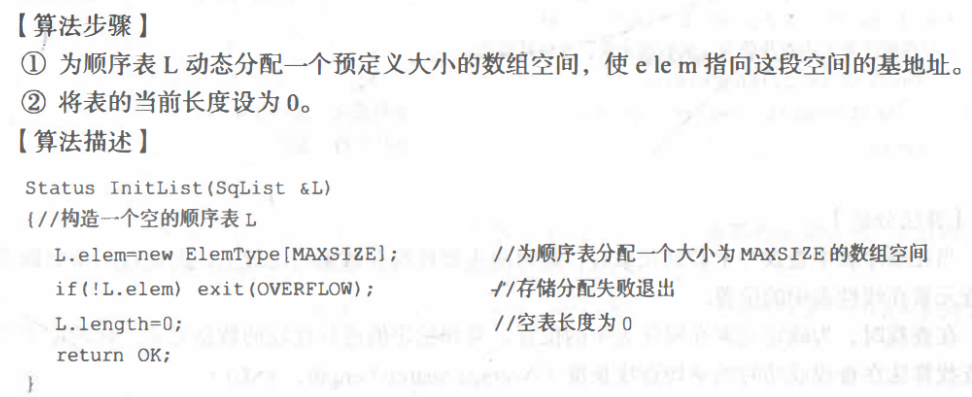 【算法步骤】
① 为顺序表 L 动态分配一个预定义大小的数组空间，使 elem 指向这段空间的基地址。
② 将表的当前长度设为 0。
【算法描述】
Status InitList(SqList &L)
{//构造一个空的顺序表 L
L.elem=new ElemType[MAXSIZE]; //为顺序表分配一个大小为 MAXSIZE 的数组空间
if(!L.elem) exit(OVERFLOW); //存储分配失败退出
L.length=0; //空表长度为 0
return OK;
}